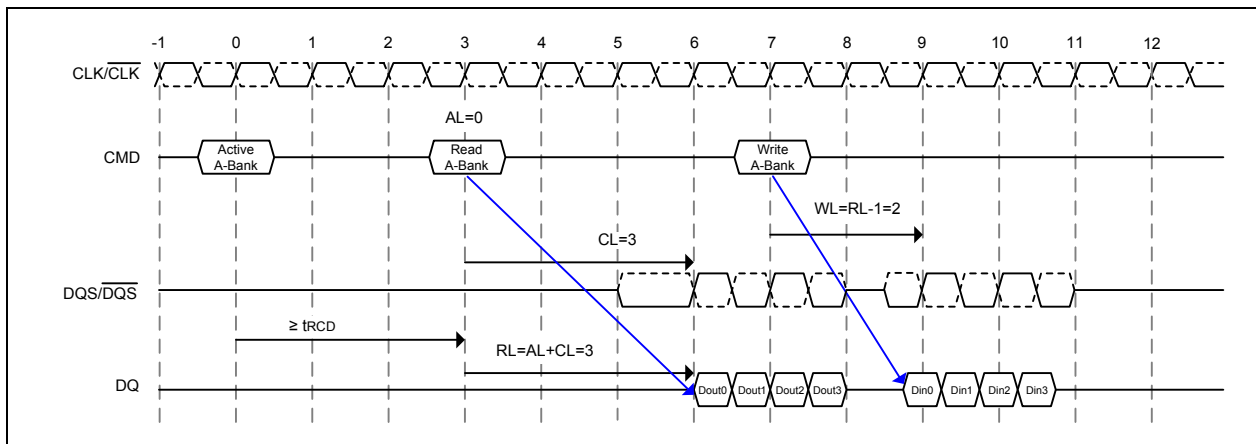 -1 0 1 2 3 4 5 6 7 8 9 10 11 12
CLK/CLK
AL=0
CMD
Active
A-Bank
Read
A-Bank
Write
A-Bank
WL=RL-1=2
CL=3
DQS/DQS
≥ tRCD
RL=AL+CL=3
DQ
Dout0 Dout1 Dout2 Dout3 Din0 Din1 Din2 Din3